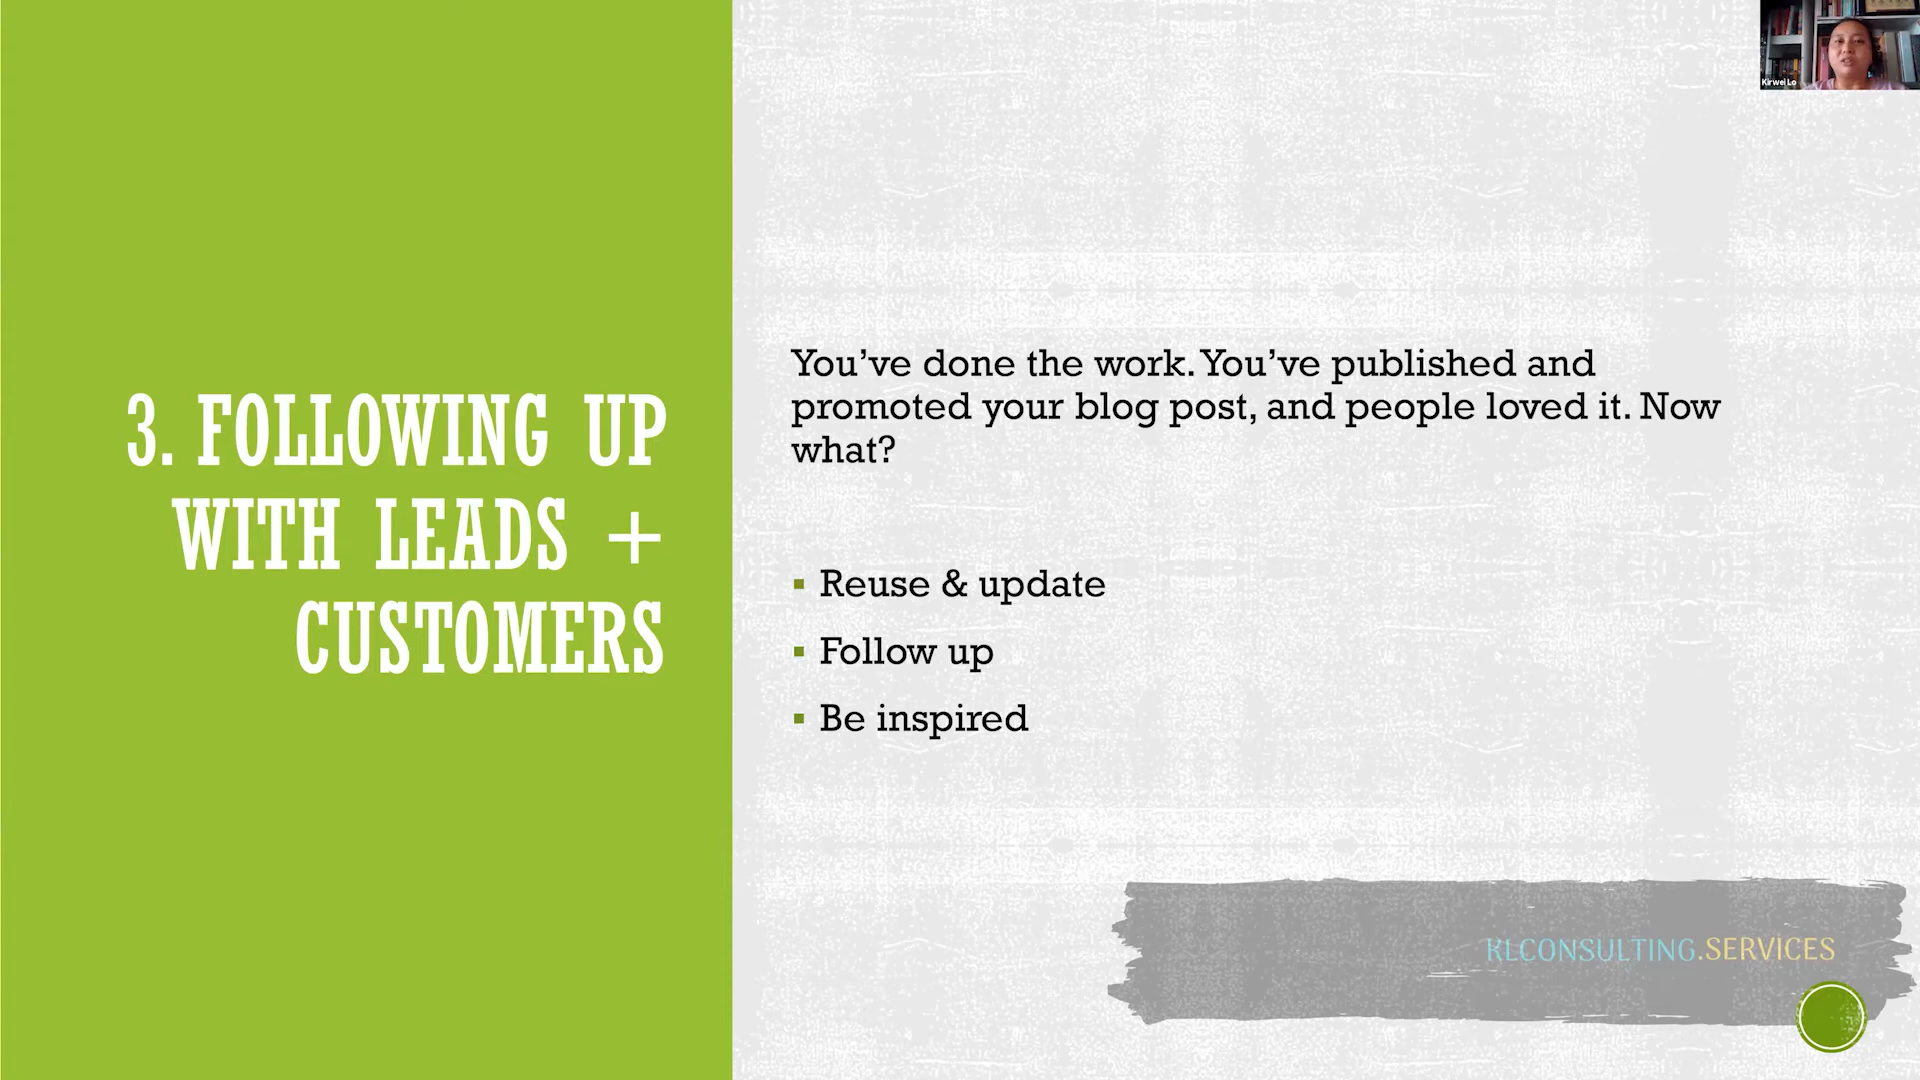 Kirwei Lo
3. FOLLOWING UP
WITH LEADS +
CUSTOMERS
You’ve done the work. You’ve published and
promoted your blog post, and people loved it. Now
what?
▪ Reuse & update
▪ Follow up
▪ Be inspired
KLCONSULTING.SERVICES